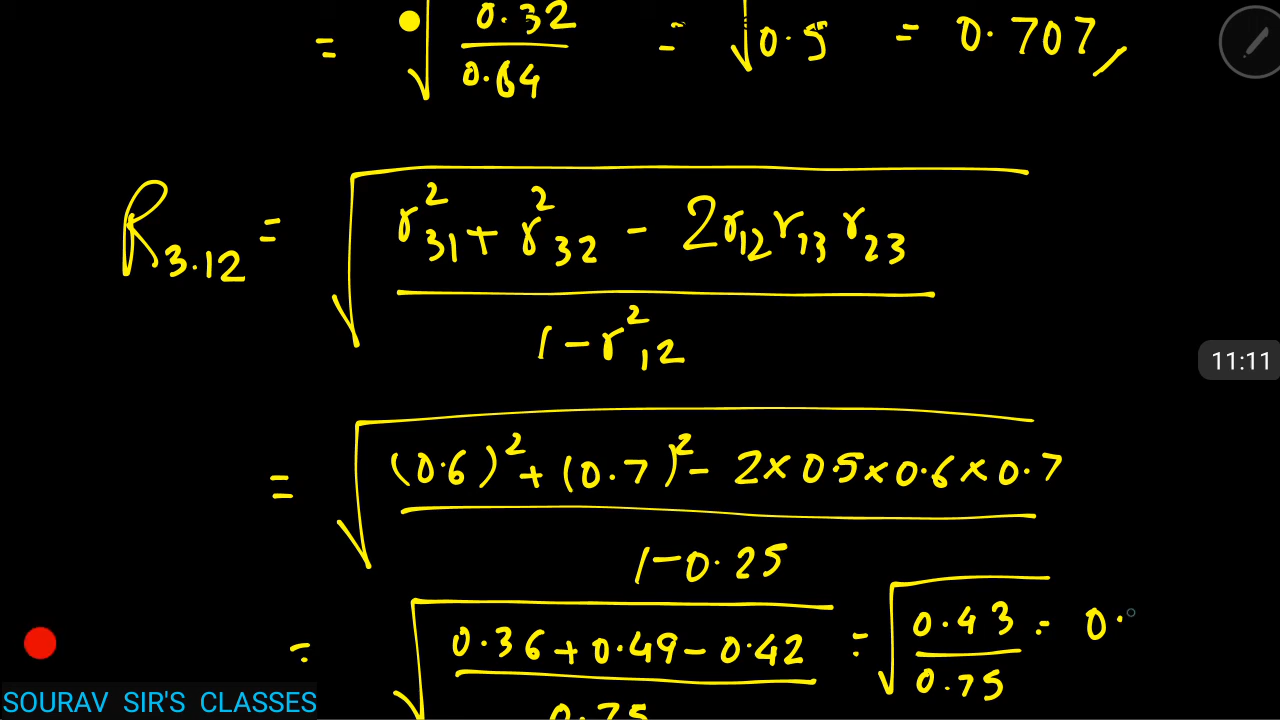 = √(0.32/0.64) = √0.5 = 0.707,
R3.12 = √((r²31 + r²32 - 2r12 r13 r23)/(1 - r²12))
11:11
= √(((0.6)² + (0.7)² - 2×0.5×0.6×0.7)/(1-0.25))
= √((0.36 + 0.49 - 0.42)/0.75) = √(0.43/0.75) = 0.
SOURAV SIR'S CLASSES